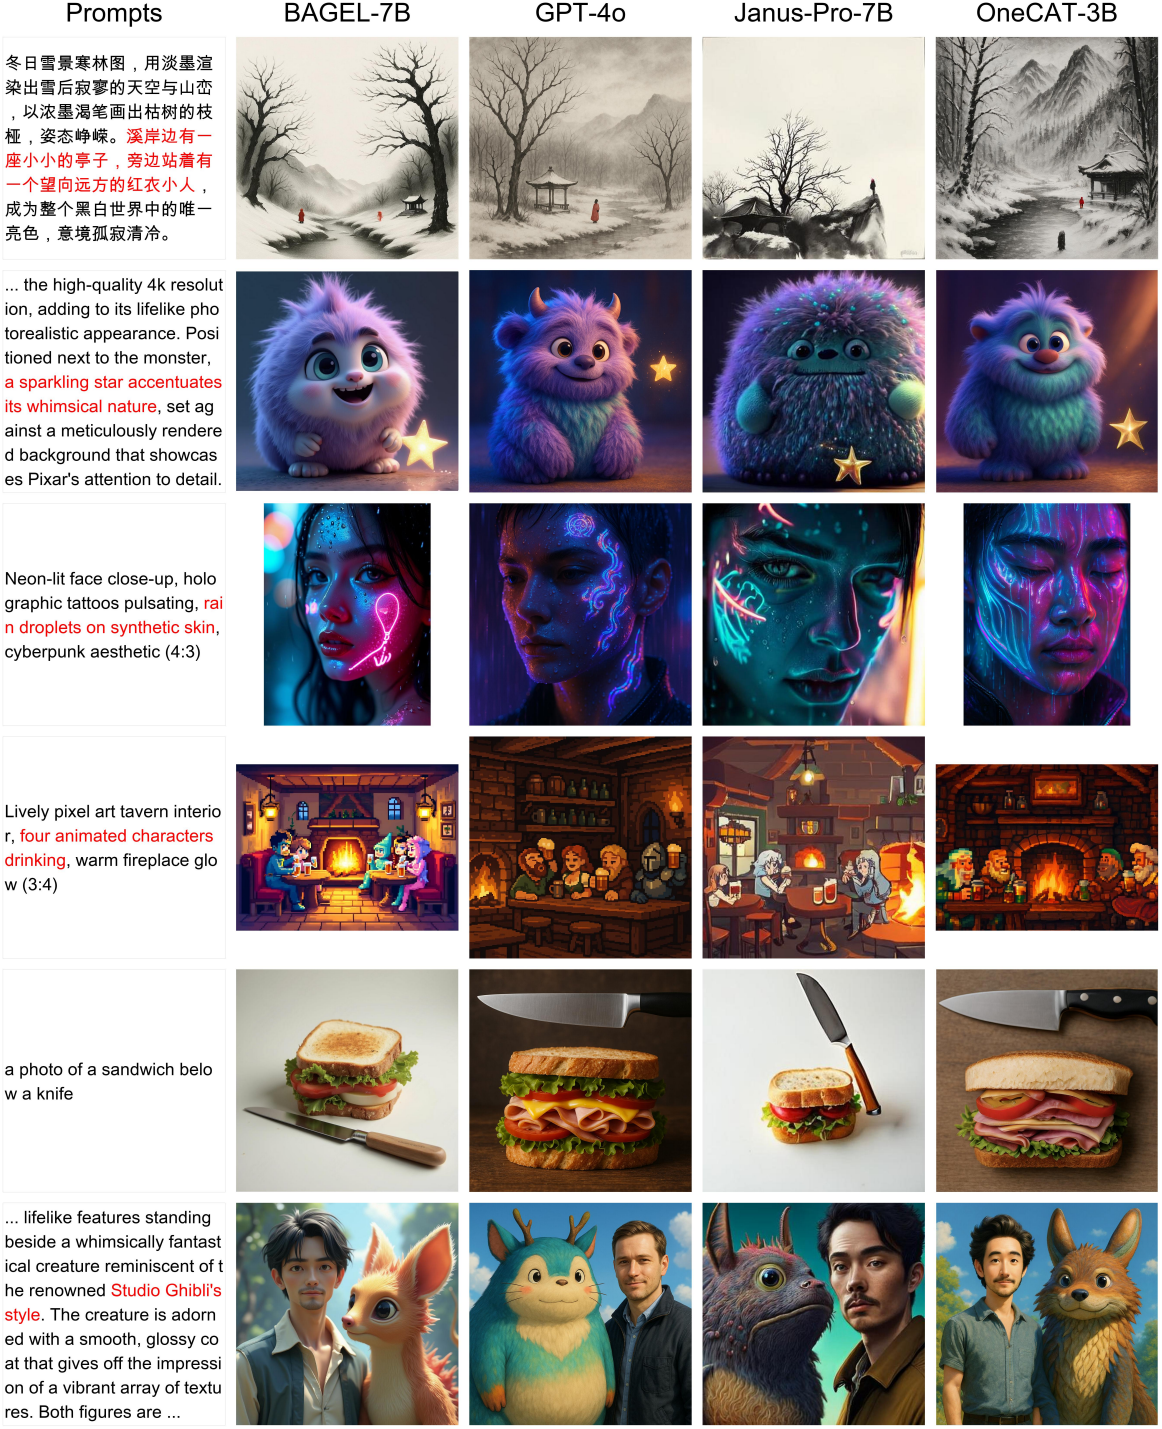 Prompts BAGEL-7B GPT-4o Janus-Pro-7B OneCAT-3B
冬日雪景寒林图，用淡墨渲
染出雪后寂寥的天空与山峦
，以浓墨渴笔画出枯树的枝
桠，姿态峥嵘。溪岸边有一
座小小的亭子，旁边站着有
一个望向远方的红衣小人，
成为整个黑白世界中的唯一
亮色，意境孤寂清冷。
... the high-quality 4k resolut
ion, adding to its lifelike pho
torealistic appearance. Posi
tioned next to the monster,
a sparkling star accentuates
its whimsical nature, set ag
ainst a meticulously rendere
d background that showcas
es Pixar's attention to detail.
Neon-lit face close-up, holo
graphic tattoos pulsating, rai
n droplets on synthetic skin,
cyberpunk aesthetic (4:3)
Lively pixel art tavern interio
r, four animated characters
drinking, warm fireplace glo
w (3:4)
a photo of a sandwich belo
w a knife
... lifelike features standing
beside a whimsically fantast
ical creature reminiscent of t
he renowned Studio Ghibli's
style. The creature is adorn
ed with a smooth, glossy co
at that gives off the impressi
on of a vibrant array of textu
res. Both figures are ...